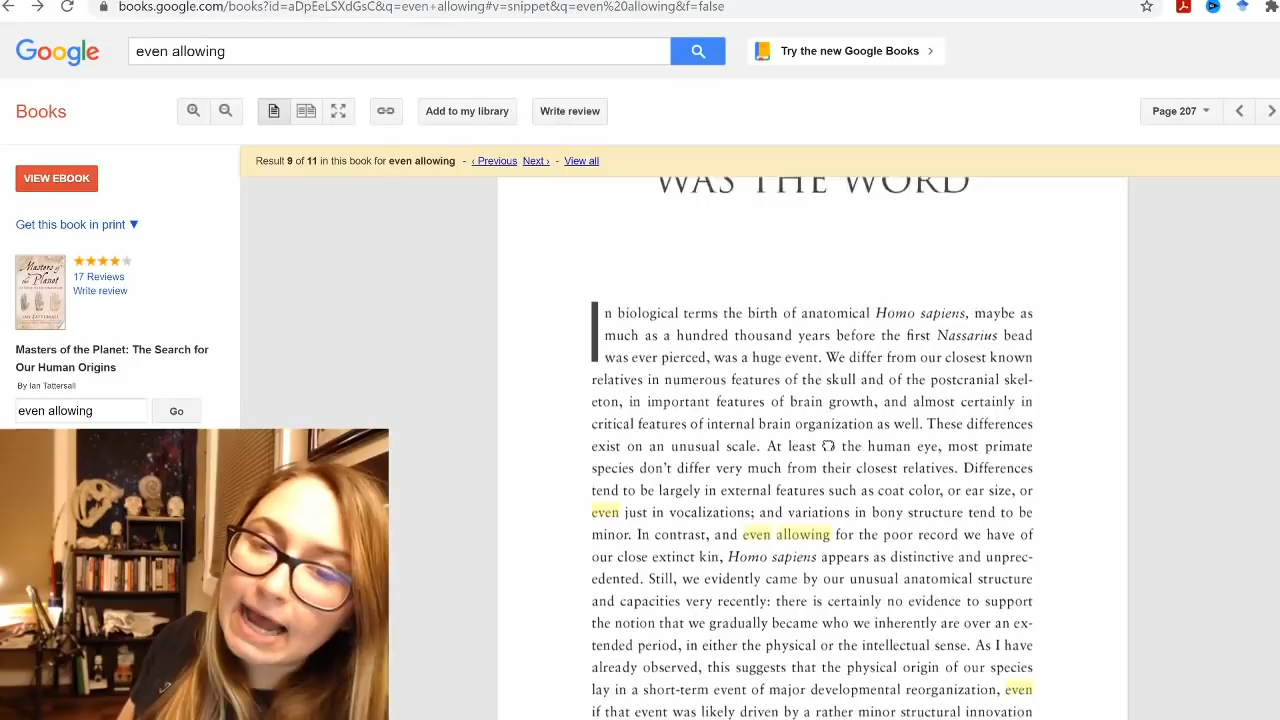 books.google.com/books?id=aDpEeLSXdGsC&q=even+allowing#v=snippet&q=even%20allowing&f=false
Google
even allowing
Try the new Google Books
Books
Add to my library
Write review
Page 207
Result 9 of 11 in this book for even allowing - ‹ Previous Next › - View all
VIEW EBOOK
Get this book in print ▼
17 Reviews
Write review
Masters of the Planet
IAN TATTERSALL
Masters of the Planet: The Search for
Our Human Origins
By Ian Tattersall
even allowing
Go
WAS THE WORD
In biological terms the birth of anatomical Homo sapiens, maybe as
much as a hundred thousand years before the first Nassarius bead
was ever pierced, was a huge event. We differ from our closest known
relatives in numerous features of the skull and of the postcranial skel-
eton, in important features of brain growth, and almost certainly in
critical features of internal brain organization as well. These differences
exist on an unusual scale. At least the human eye, most primate
species don't differ very much from their closest relatives. Differences
tend to be largely in external features such as coat color, or ear size, or
even just in vocalizations; and variations in bony structure tend to be
minor. In contrast, and even allowing for the poor record we have of
our close extinct kin, Homo sapiens appears as distinctive and unprec-
edented. Still, we evidently came by our unusual anatomical structure
and capacities very recently: there is certainly no evidence to support
the notion that we gradually became who we inherently are over an ex-
tended period, in either the physical or the intellectual sense. As I have
already observed, this suggests that the physical origin of our species
lay in a short-term event of major developmental reorganization, even
if that event was likely driven by a rather minor structural innovation